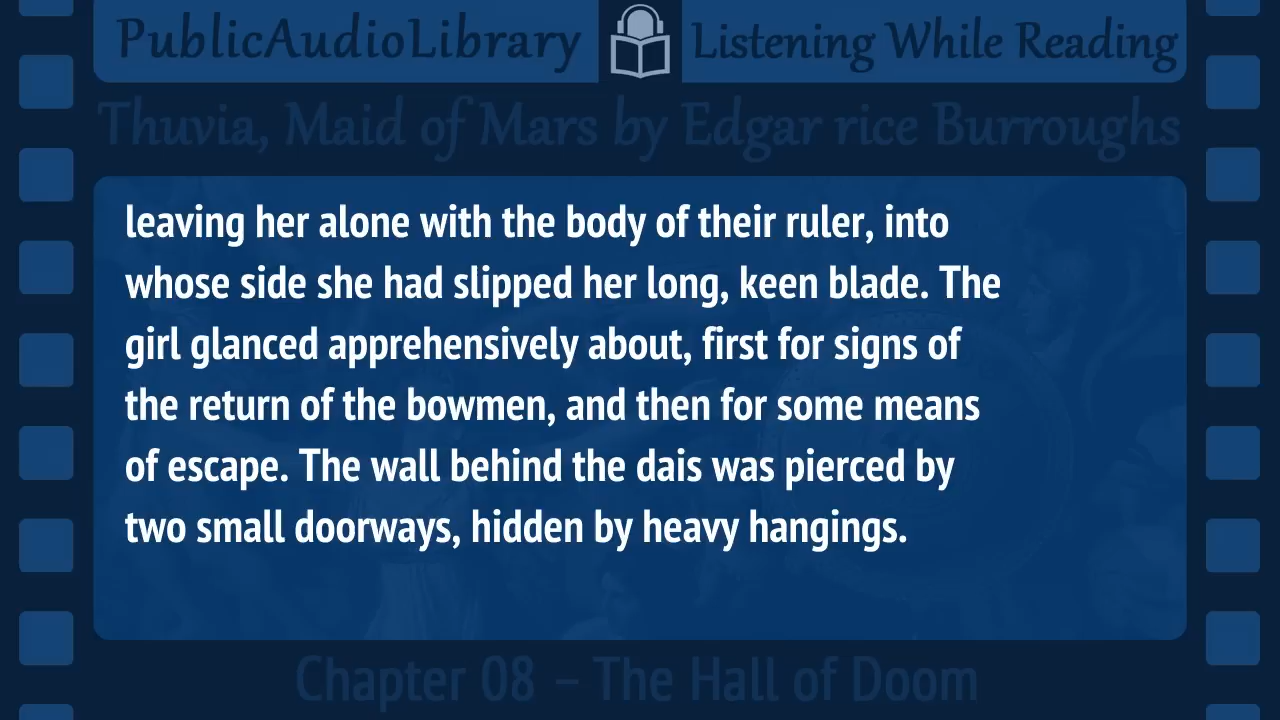 PublicAudioLibrary
Listening While Reading
Thuvia, Maid of Mars by Edgar rice Burroughs
leaving her alone with the body of their ruler, into
whose side she had slipped her long, keen blade. The
girl glanced apprehensively about, first for signs of
the return of the bowmen, and then for some means
of escape. The wall behind the dais was pierced by
two small doorways, hidden by heavy hangings.
Chapter 08 – The Hall of Doom